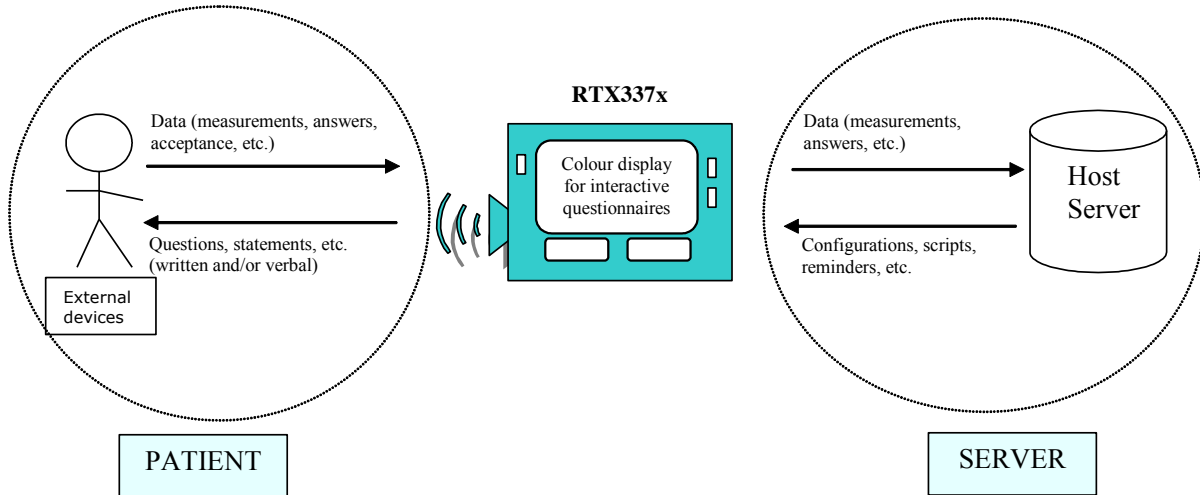 RTX337x
Data (measurements, answers,
acceptance, etc.)
Questions, statements, etc.
(written and/or verbal)
External
devices
Colour display
for interactive
questionnaires
Data (measurements,
answers, etc.)
Configurations, scripts,
reminders, etc.
Host
Server
PATIENT
SERVER